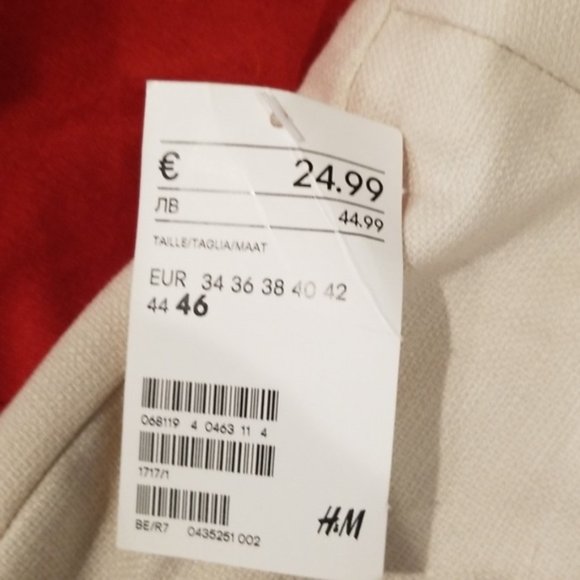 € 24.99
ЛВ 44.99
TAILLE/TAGLIA/MAAT
EUR 34 36 38 40 42
44 46
068119 4 0463 11 4
1717/1
BE/R7 0435251 002
H&M